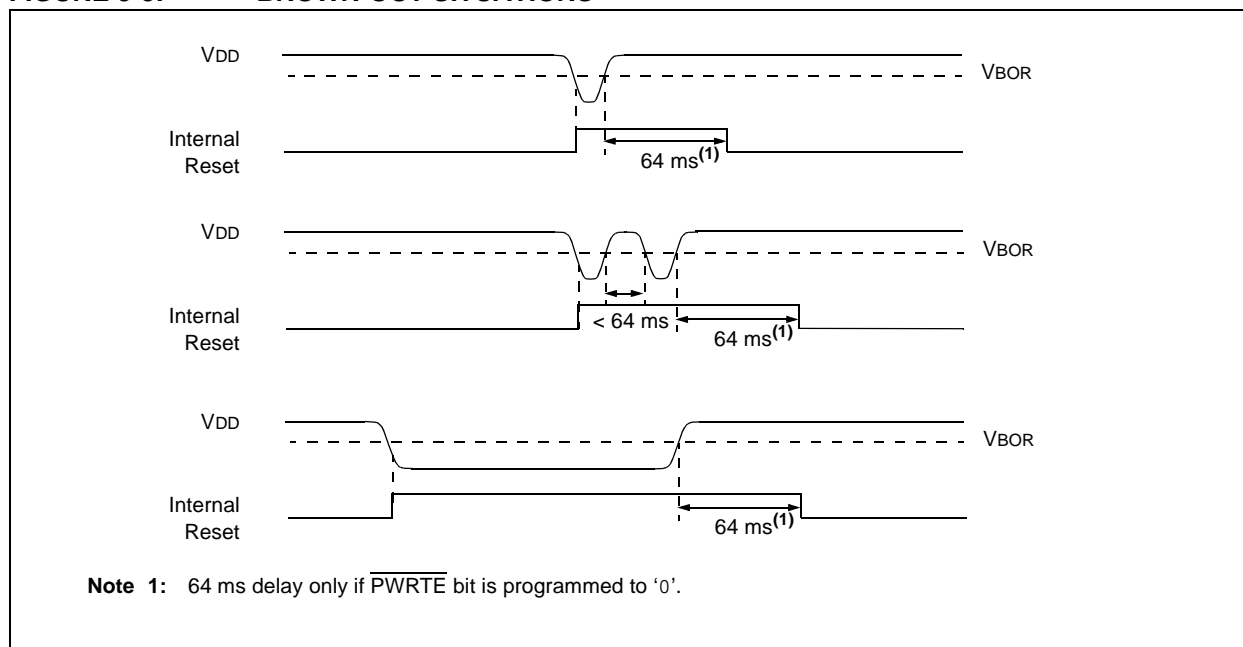 VDD
VBOR
Internal
Reset
64 ms(1)
VDD
VBOR
Internal
Reset
< 64 ms
64 ms(1)
VDD
VBOR
Internal
Reset
64 ms(1)
Note 1: 64 ms delay only if PWRTE bit is programmed to ‘0’.